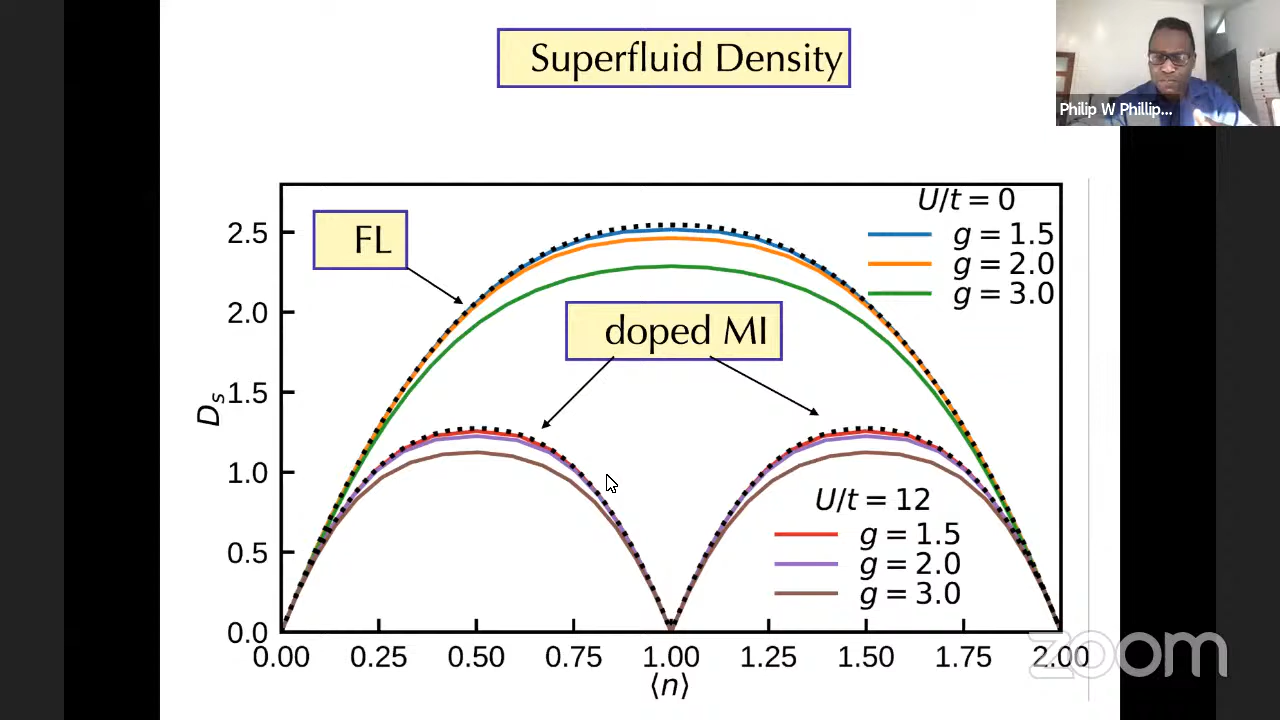 Superfluid Density
Philip W Phillip...
FL
doped MI
U/t = 0
g = 1.5
g = 2.0
g = 3.0
U/t = 12
g = 1.5
g = 2.0
g = 3.0
D_s
2.5
2.0
1.5
1.0
0.5
0.0
0.00 0.25 0.50 0.75 1.00 1.25 1.50 1.75 2.00
⟨n⟩
zoom